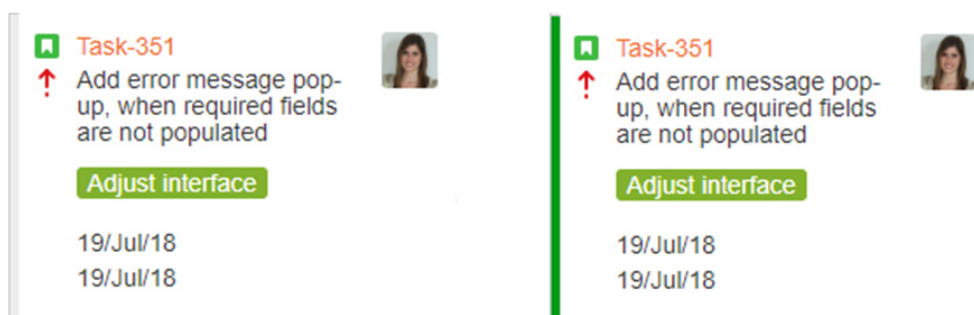 Task-351
Add error message pop-
up, when required fields
are not populated
Adjust interface
19/Jul/18
19/Jul/18
Task-351
Add error message pop-
up, when required fields
are not populated
Adjust interface
19/Jul/18
19/Jul/18